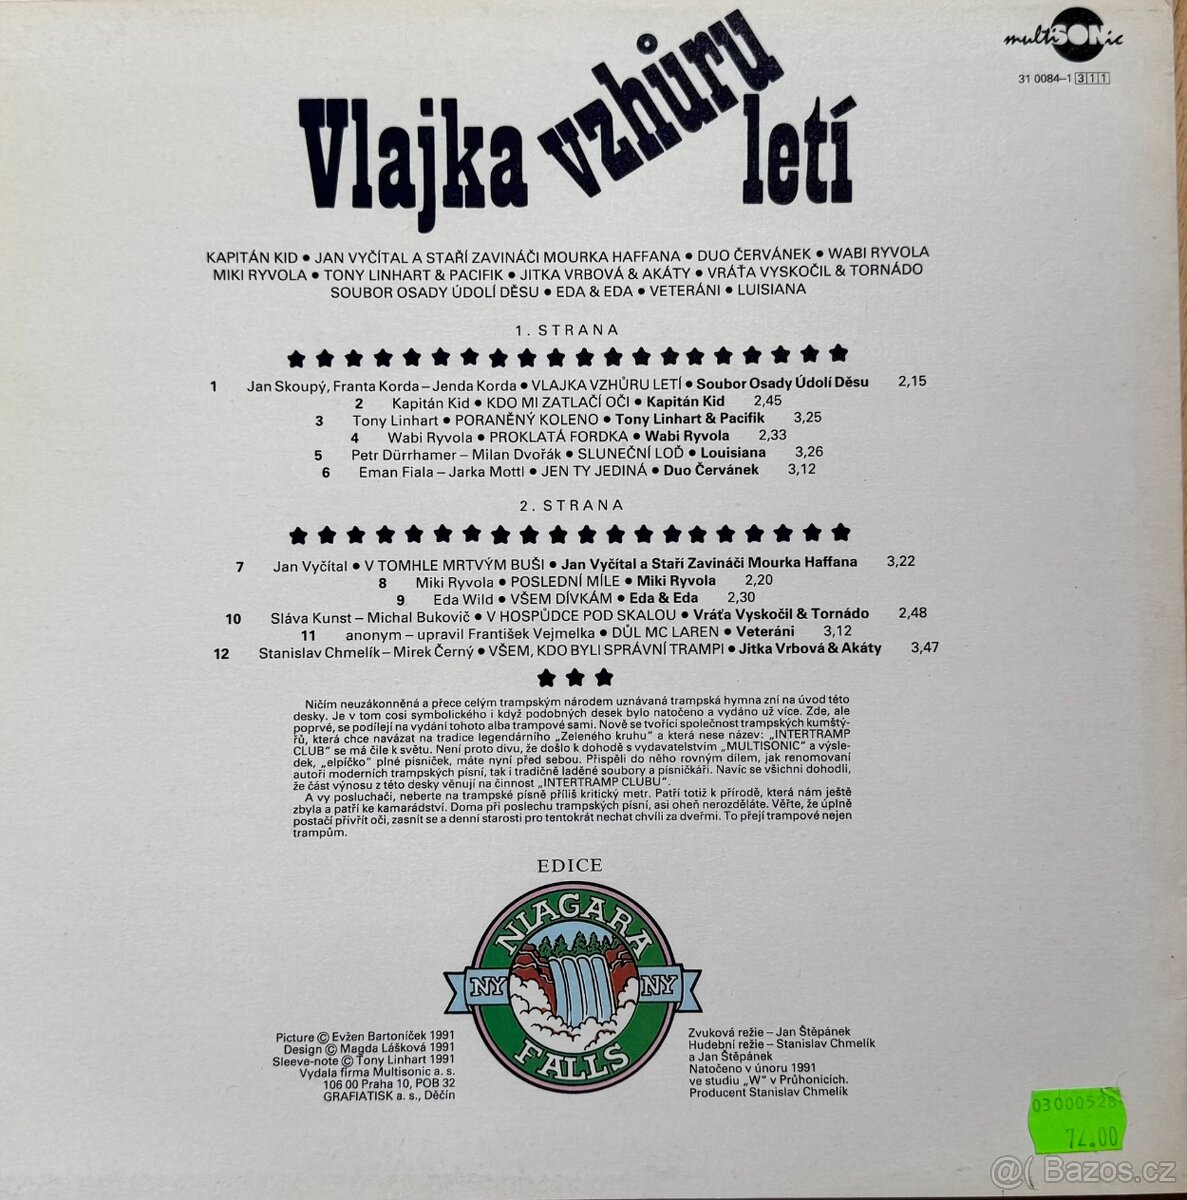 multiSONic
31 0084–1 311
Vlajka vzhůru letí
KAPITÁN KID ● JAN VYČÍTAL A STAŘÍ ZAVINÁČI MOURKA HAFFANA ● DUO ČERVÁNEK ● WABI RYVOLA
MIKI RYVOLA ● TONY LINHART & PACIFIK ● JITKA VRBOVÁ & AKÁTY ● VRÁŤA VYSKOČIL & TORNÁDO
SOUBOR OSADY ÚDOLÍ DĚSU ● EDA & EDA ● VETERÁNI ● LUISIANA
1. STRANA
1 Jan Skoupý, Franta Korda – Jenda Korda ● VLAJKA VZHŮRU LETÍ ● Soubor Osady Údolí Děsu 2,15
2 Kapitán Kid ● KDO MI ZATLAČÍ OČI ● Kapitán Kid 2,45
3 Tony Linhart ● PORANĚNÝ KOLENO ● Tony Linhart & Pacifik 3,25
4 Wabi Ryvola ● PROKLATÁ FORDKA ● Wabi Ryvola 2,33
5 Petr Dürrhamer – Milan Dvořák ● SLUNEČNÍ LOĎ ● Louisiana 3,26
6 Eman Fiala – Jarka Mottl ● JEN TY JEDINÁ ● Duo Červánek 3,12
2. STRANA
7 Jan Vyčítal ● V TOMHLE MRTVÝM BUŠI ● Jan Vyčítal a Staří Zavináči Mourka Haffana 3,22
8 Miki Ryvola ● POSLEDNÍ MÍLE ● Miki Ryvola 2,20
9 Eda Wild ● VŠEM DÍVKÁM ● Eda & Eda 2,30
10 Sláva Kunst – Michal Bukovič ● V HOSPŮDCE POD SKALOU ● Vráťa Vyskočil & Tornádo 2,48
11 anonym – upravil František Vejmelka ● DŮL MC LAREN ● Veteráni 3,12
12 Stanislav Chmelík – Mirek Černý ● VŠEM, KDO BYLI SPRÁVNÍ TRAMPI ● Jitka Vrbová & Akáty 3,47
Ničím neuzákonněná a přece celým trampským národem uznávaná trampská hymna zní na úvod této
desky. Je v tom cosi symbolického i když podobných desek bylo natočeno a vydáno už více. Zde, ale
poprvé, se podílejí na vydání tohoto alba trampové sami. Nově se tvořící společnost trampských kumštý-
řů, která chce navázat na tradice legendárního „Zeleného kruhu" a která nese název: „INTERTRAMP
CLUB" se má čile k světu. Není proto divu, že došlo k dohodě s vydavatelstvím „MULTISONIC" a výsle-
dek, „elpíčko" plné písniček, máte nyní před sebou. Přispěli do něho rovným dílem, jak renomovaní
autoři moderních trampských písní, tak i tradičně laděné soubory a písničkáři. Navíc se všichni dohodli,
že část výnosu z této desky věnují na činnost „INTERTRAMP CLUBU".
A vy posluchači, neberte na trampské písně příliš kritický metr. Patří totiž k přírodě, která nám ještě
zbyla a patří ke kamarádství. Doma při poslechu trampských písní, asi oheň nerozděláte. Věřte, že úplně
postačí přivřít oči, zasnít se a denní starosti pro tentokrát nechat chvíli za dveřmi. To přejí trampové nejen
trampům.
EDICE
NIAGARA
NY NY
FALLS
Picture © Evžen Bartoníček 1991
Design © Magda Lášková 1991
Sleeve-note © Tony Linhart 1991
Vydala firma Multisonic a. s.
106 00 Praha 10, POB 32
GRAFIATISK a. s., Děčín
Zvuková režie – Jan Štěpánek
Hudební režie – Stanislav Chmelík
a Jan Štěpánek
Natočeno v únoru 1991
ve studiu „W" v Průhonicích.
Producent Stanislav Chmelík
03000528
72.00
@( Bazos.cz